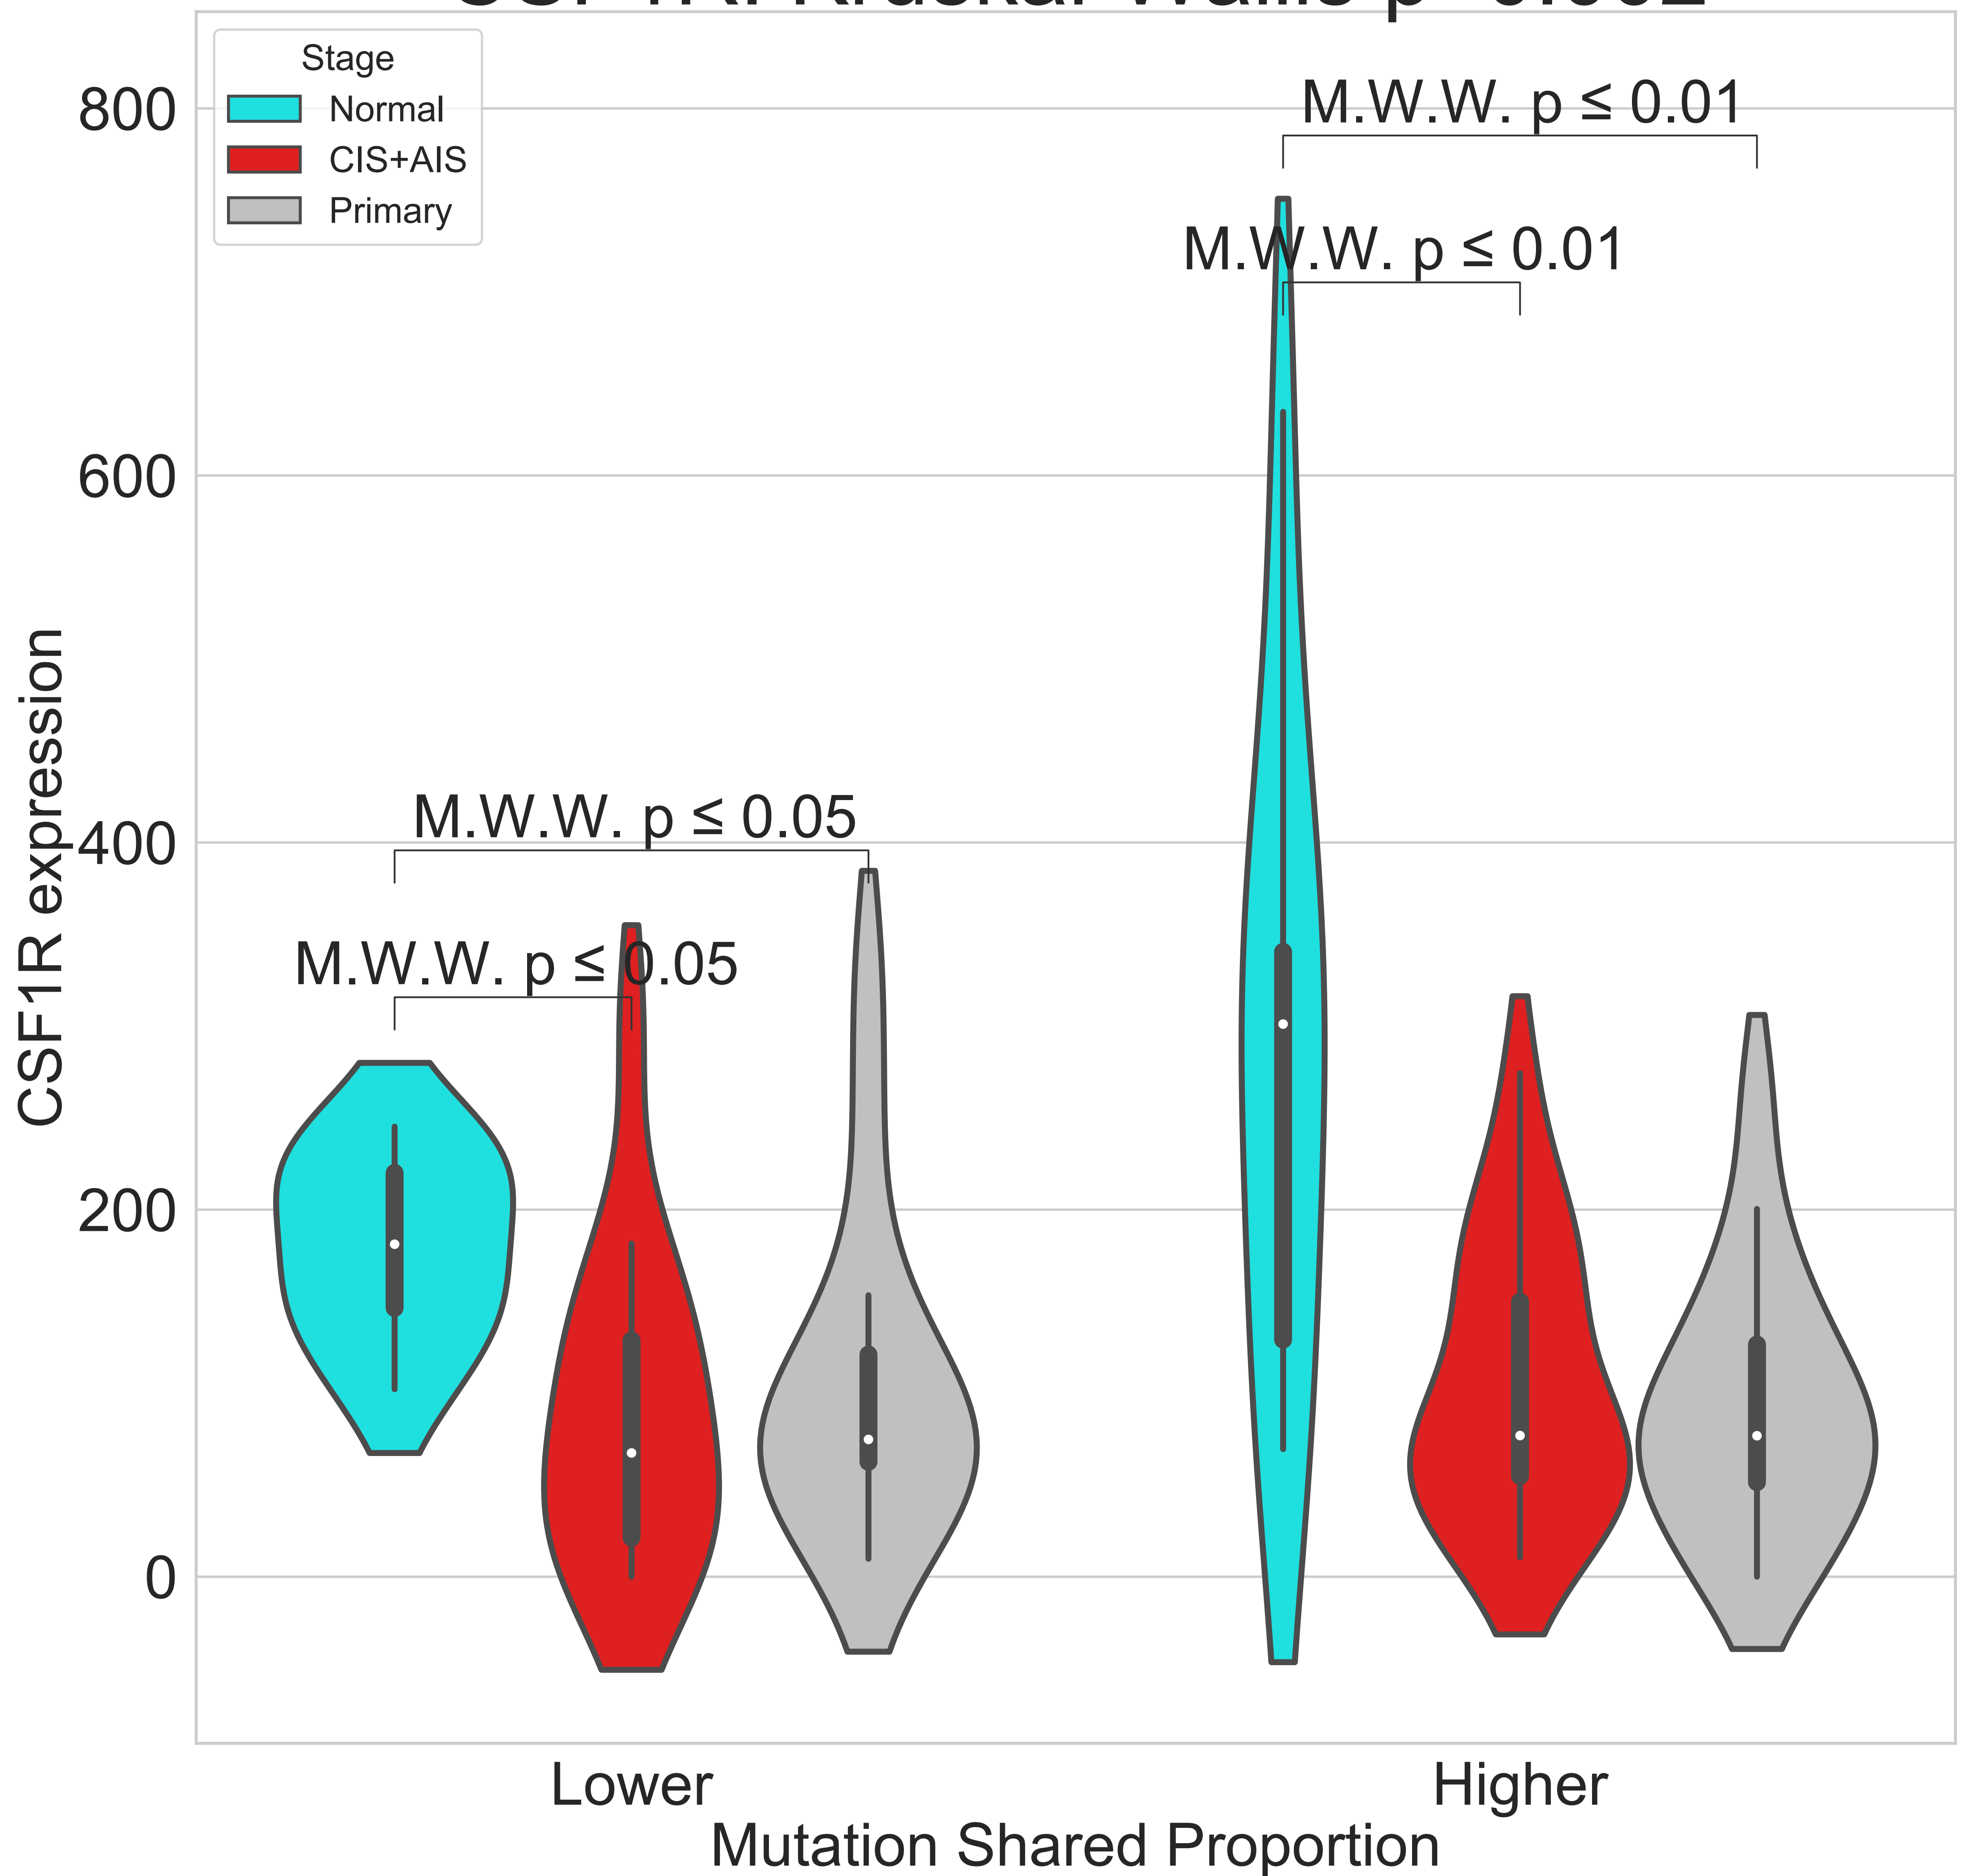 Stage
Normal
CIS+AIS
Primary
M.W.W. p ≤ 0.01
M.W.W. p ≤ 0.01
M.W.W. p ≤ 0.05
M.W.W. p ≤ 0.05
800
600
400
200
0
CSF1R expression
Lower
Higher
Mutation Shared Proportion